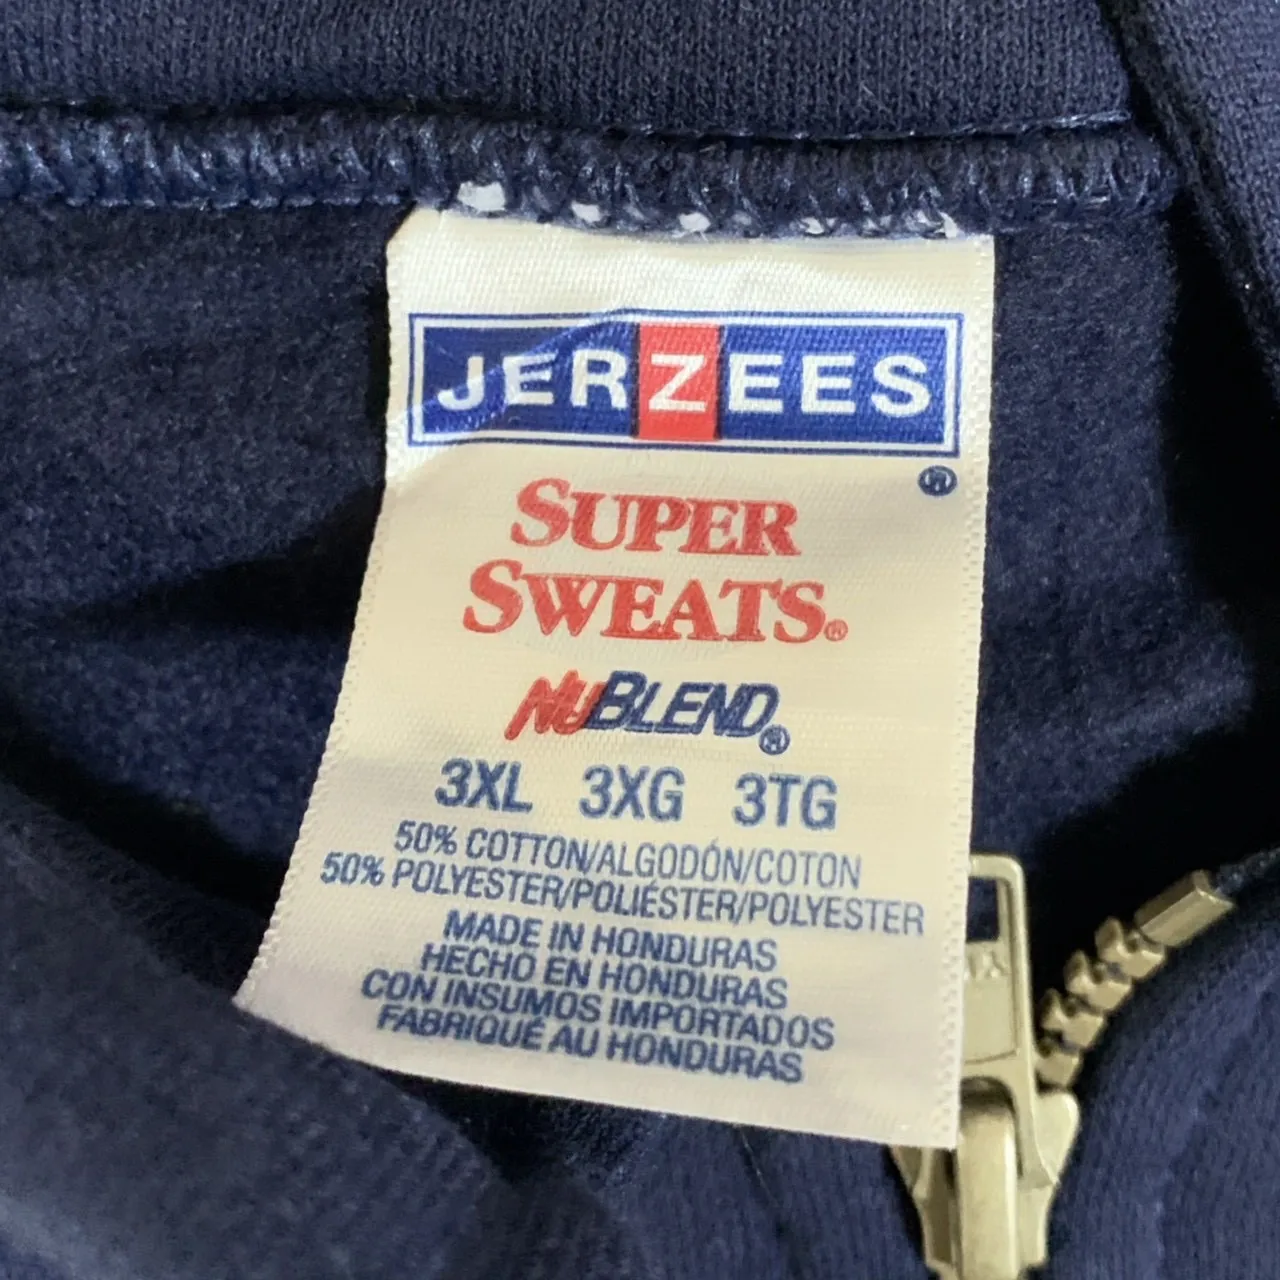 JERZEES
®
SUPER
SWEATS®
NUBLEND®
3XL 3XG 3TG
50% COTTON/ALGODÓN/COTON
50% POLYESTER/POLIÉSTER/POLYESTER
MADE IN HONDURAS
HECHO EN HONDURAS
CON INSUMOS IMPORTADOS
FABRIQUÉ AU HONDURAS